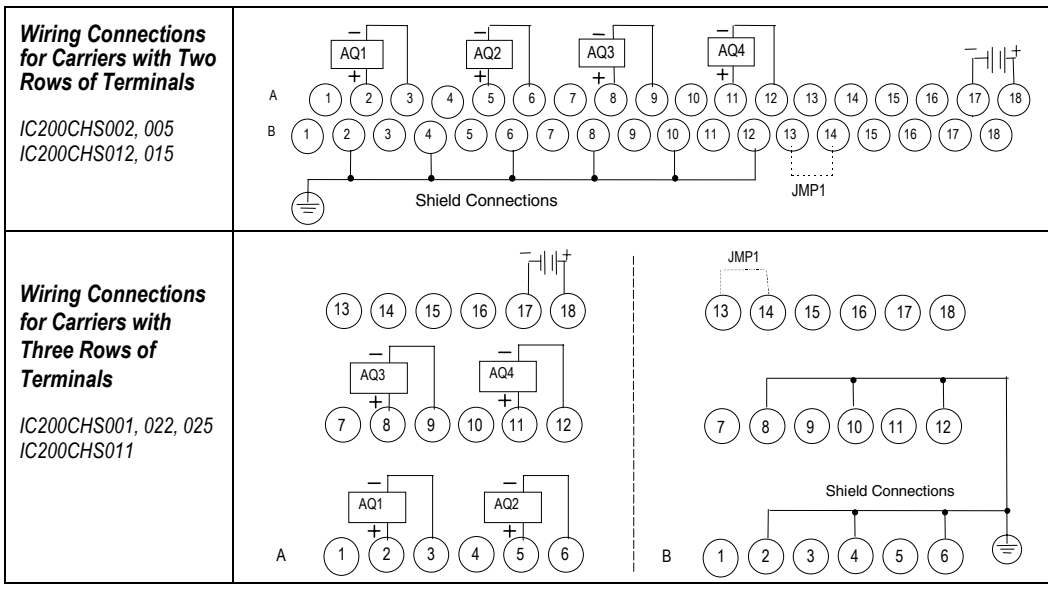 Wiring Connections
for Carriers with Two
Rows of Terminals
IC200CHS002, 005
IC200CHS012, 015
− − − −
AQ1 AQ2 AQ3 AQ4 − +
+ + + +
A 1 2 3 4 5 6 7 8 9 10 11 12 13 14 15 16 17 18
B 1 2 3 4 5 6 7 8 9 10 11 12 13 14 15 16 17 18
JMP1
Shield Connections
Wiring Connections
for Carriers with
Three Rows of
Terminals
IC200CHS001, 022, 025
IC200CHS011
− +
13 14 15 16 17 18
− −
AQ3 AQ4
+ +
7 8 9 10 11 12
− −
AQ1 AQ2
+ +
A 1 2 3 4 5 6
JMP1
13 14 15 16 17 18
7 8 9 10 11 12
Shield Connections
B 1 2 3 4 5 6